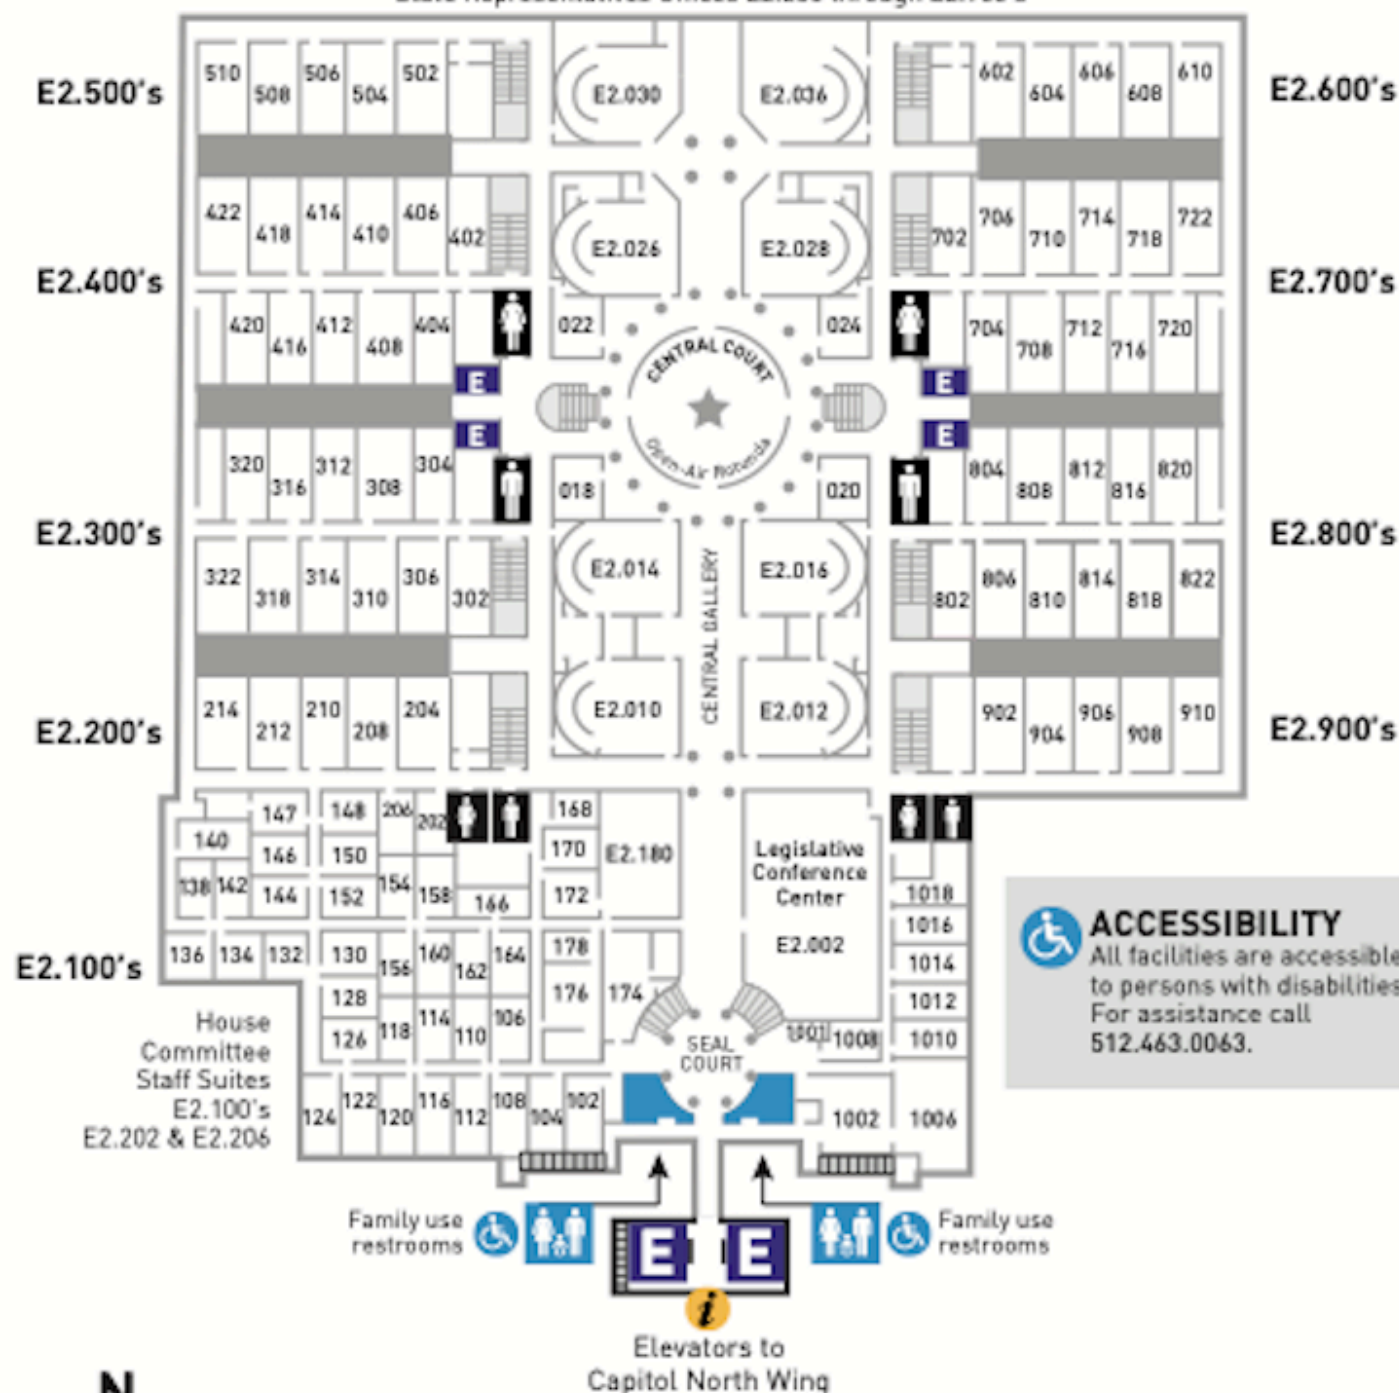 E2.500's
510 508 506 504 502
E2.030 E2.036
602 604 606 608 610
E2.600's
422 418 414 410 406 402
E2.026 E2.028
702 706 710 714 718 722
E2.400's
E2.700's
420 416 412 408 404
022 024
704 708 712 716 720
CENTRAL COURT
E E
E E
Open-Air Rotunda
320 316 312 308 304
018 020
804 808 812 816 820
E2.300's
E2.800's
322 318 314 310 306 302
E2.014 E2.016
802 806 810 814 818 822
CENTRAL GALLERY
E2.200's
214 212 210 208 204
E2.010 E2.012
902 904 906 908 910
E2.900's
147 148 206 202 168
140 146 150 170 E2.180
138 142 144 152 154 158 166 172
Legislative
Conference
Center
E2.002
1018
1016
1014
1012
1010
E2.100's
136 134 132 130 156 160 162 164 178
128 176 174
126 118 114 110 106
1001 1008
SEAL
COURT
124 122 120 116 112 108 104 102
1002 1006
House
Committee
Staff Suites
E2.100's
E2.202 & E2.206
ACCESSIBILITY
All facilities are accessible
to persons with disabilities
For assistance call
512.463.0063.
Family use
restrooms
E E
Family use
restrooms
i
Elevators to
Capitol North Wing
N